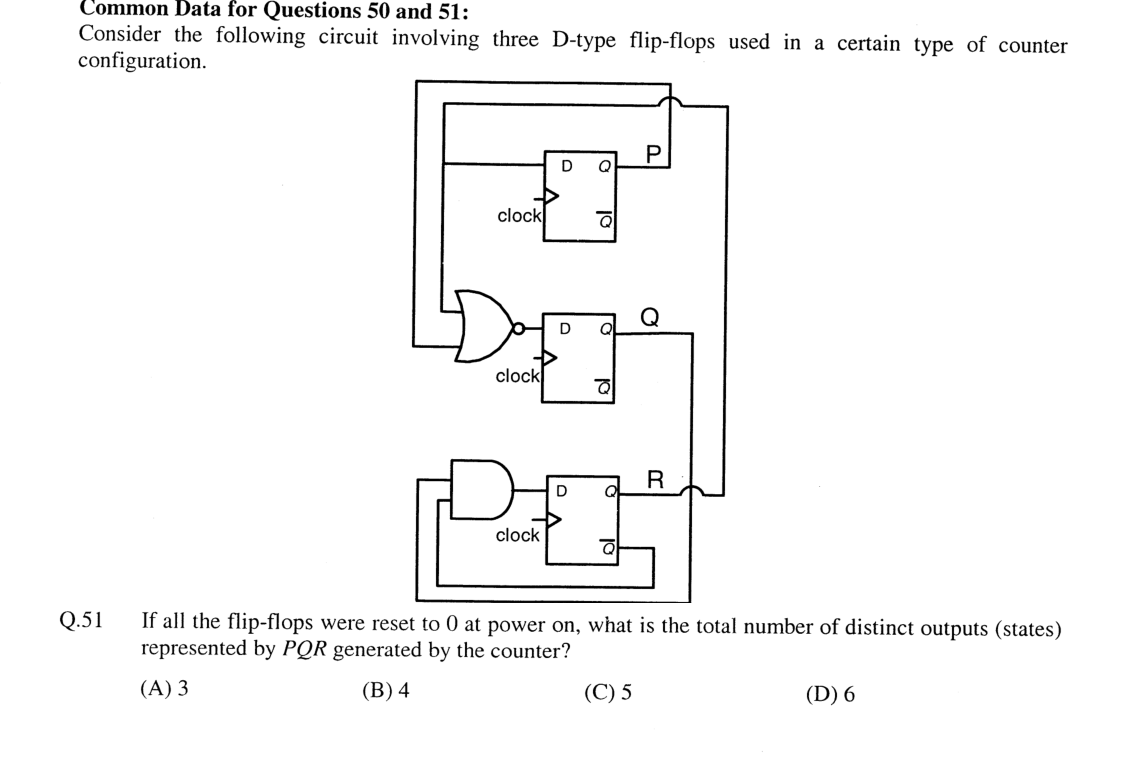 Common Data for Questions 50 and 51:
Consider the following circuit involving three D-type flip-flops used in a certain type of counter
configuration.
P
D Q
clock
Q̅
Q
D Q
clock
Q̅
R
D Q
clock
Q̅
Q.51 If all the flip-flops were reset to 0 at power on, what is the total number of distinct outputs (states)
represented by PQR generated by the counter?
(A) 3 (B) 4 (C) 5 (D) 6